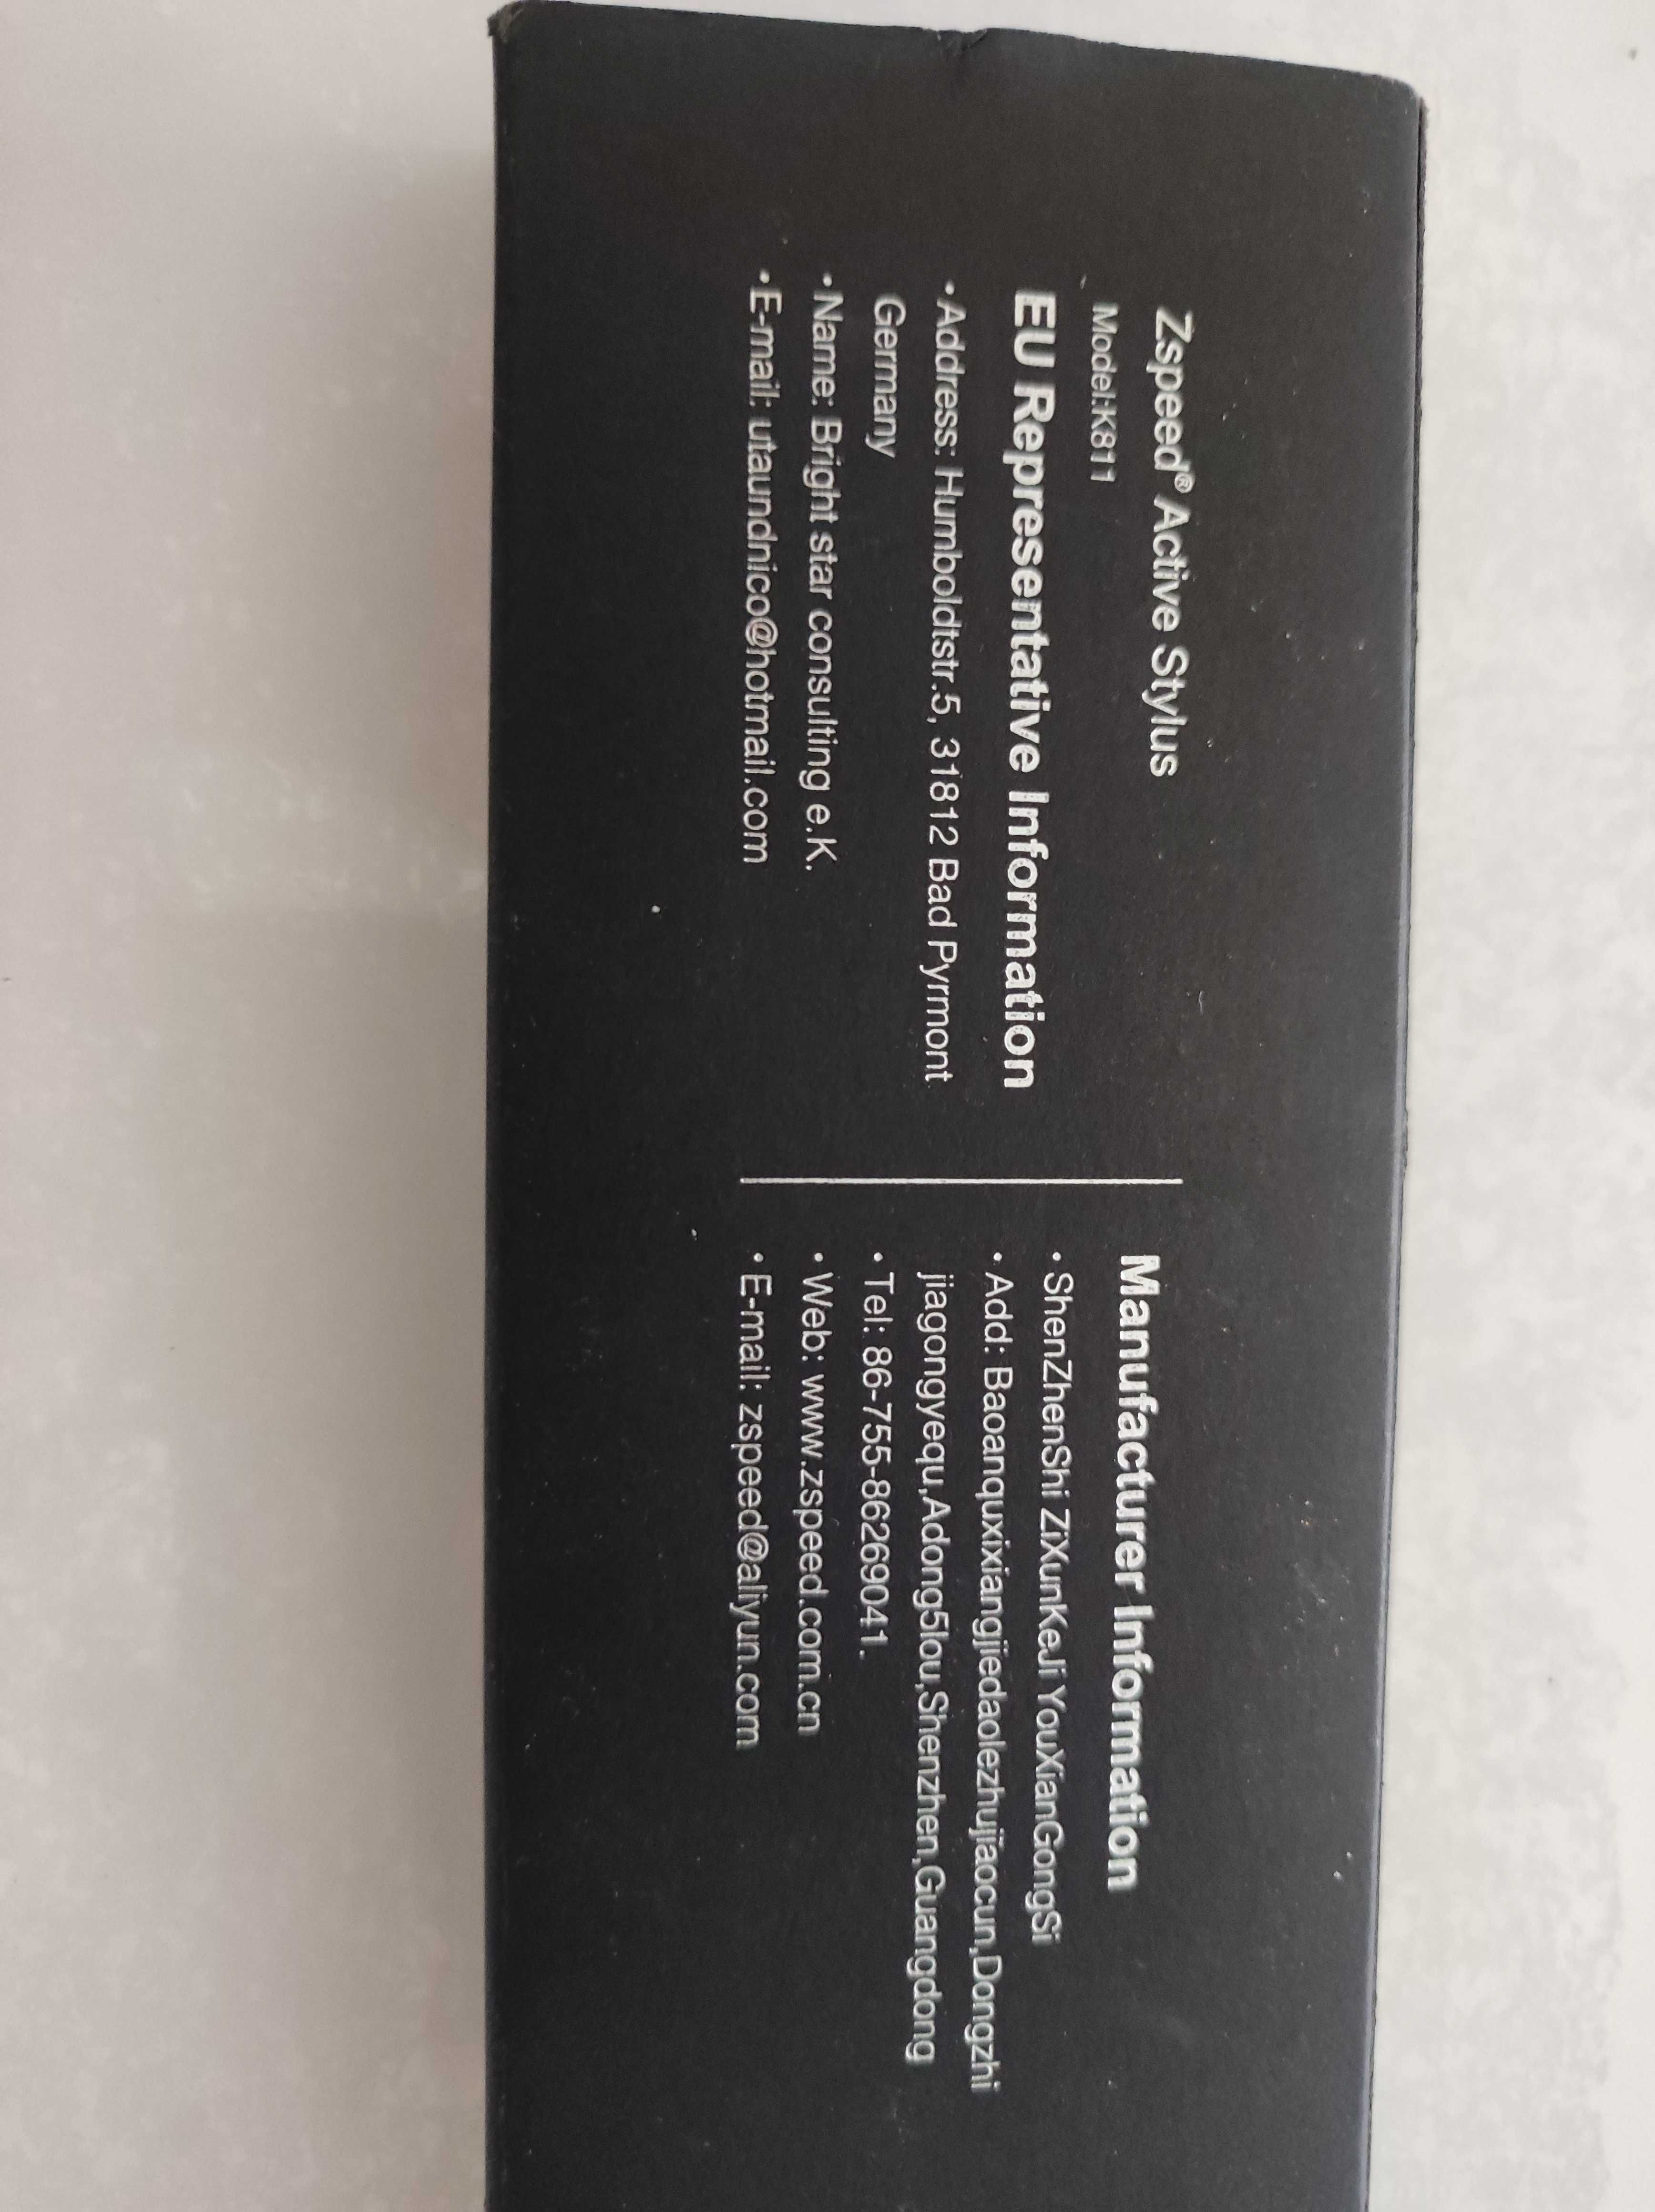 Zspeed® Active Stylus
Model:K811
EU Representative Information
•Address: Humboldtstr.5, 31812 Bad Pyrmont
Germany
•Name: Bright star consulting e.K.
•E-mail: utaundnico@hotmail.com
Manufacturer Information
•ShenZhenShi ZiXunKeJi YouXianGongSi
•Add: Baoanquxixiangjiedaolezhujiaocun,Dongzhi
jiagongyequ,Adong5lou,Shenzhen,Guangdong
•Tel: 86-755-86269041.
•Web: www.zspeed.com.cn
•E-mail: zspeed@aliyun.com